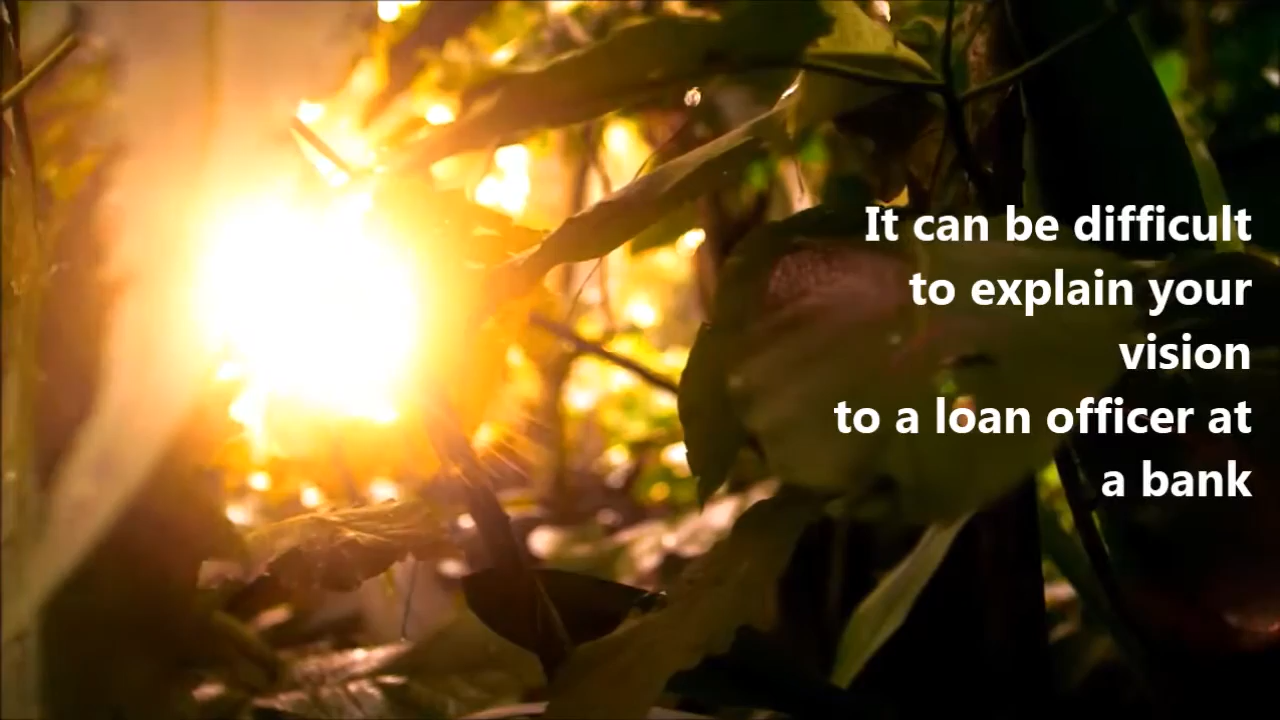 It can be difficult
to explain your
vision
to a loan officer at
a bank